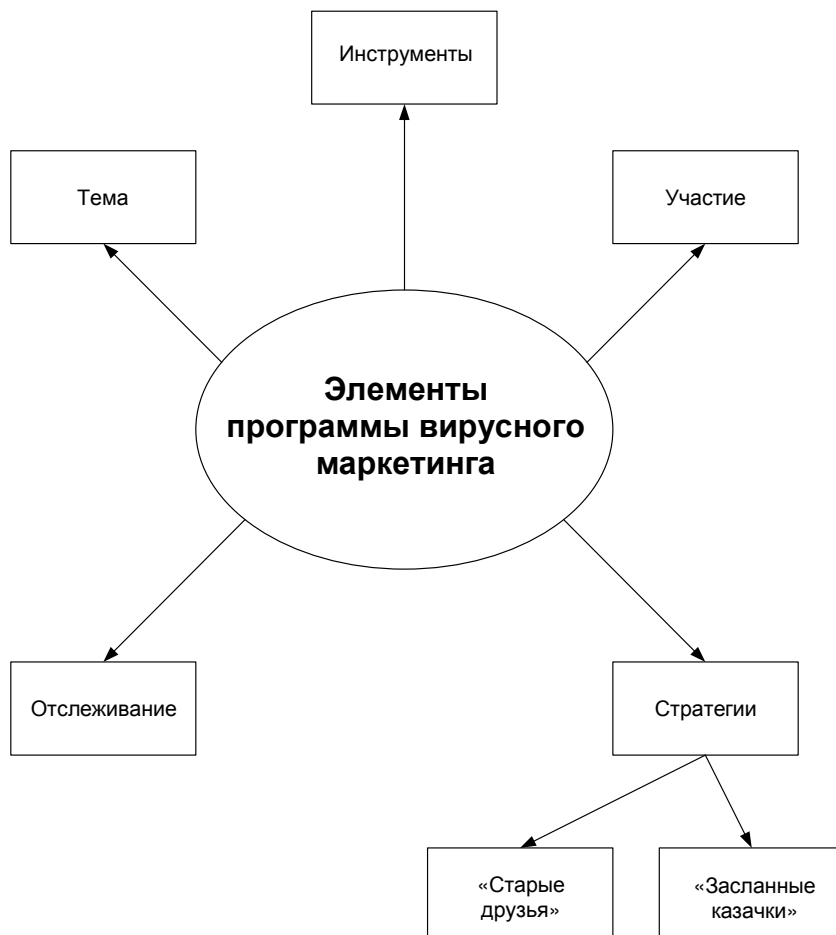 Инструменты
Тема
Участие
Элементы
программы вирусного
маркетинга
Отслеживание
Стратегии
«Старые
друзья»
«Засланные
казачки»